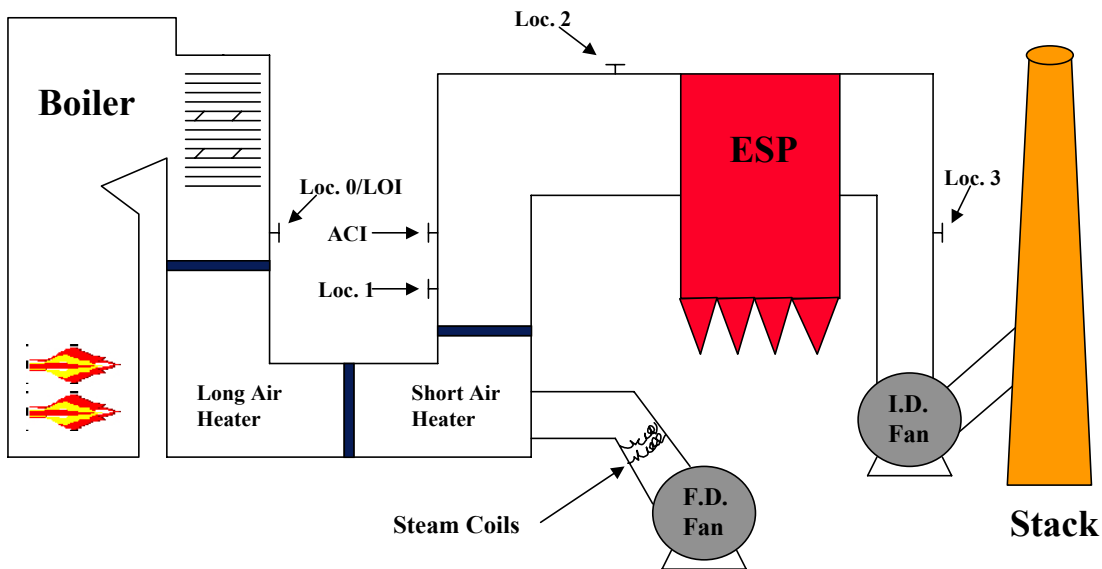 Loc. 2
Boiler
ESP
Loc. 0/LOI
Loc. 3
ACI
Loc. 1
Long Air
Heater
Short Air
Heater
I.D.
Fan
F.D.
Fan
Steam Coils
Stack